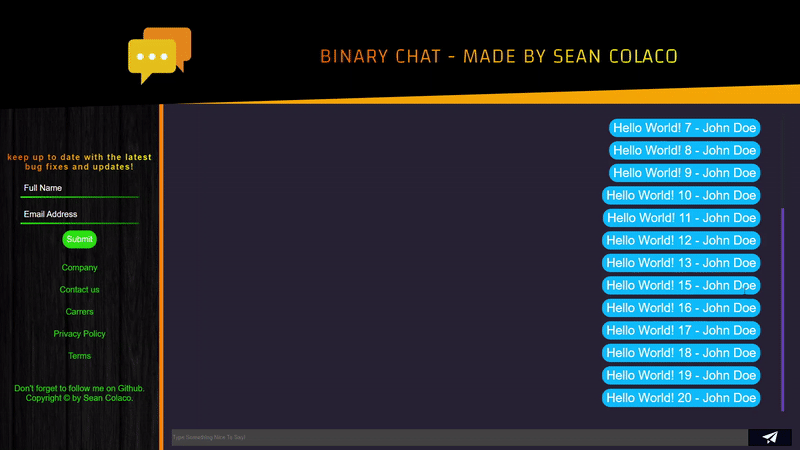 BINARY CHAT - MADE BY SEAN COLACO
keep up to date with the latest
bug fixes and updates!
Full Name
Email Address
Submit
Company
Contact us
Carrers
Privacy Policy
Terms
Don't forget to follow me on Github.
Copyright © by Sean Colaco.
Hello World! 7 - John Doe
Hello World! 8 - John Doe
Hello World! 9 - John Doe
Hello World! 10 - John Doe
Hello World! 11 - John Doe
Hello World! 12 - John Doe
Hello World! 13 - John Doe
Hello World! 15 - John Doe
Hello World! 16 - John Doe
Hello World! 17 - John Doe
Hello World! 18 - John Doe
Hello World! 19 - John Doe
Hello World! 20 - John Doe
Type Something Nice To Say!